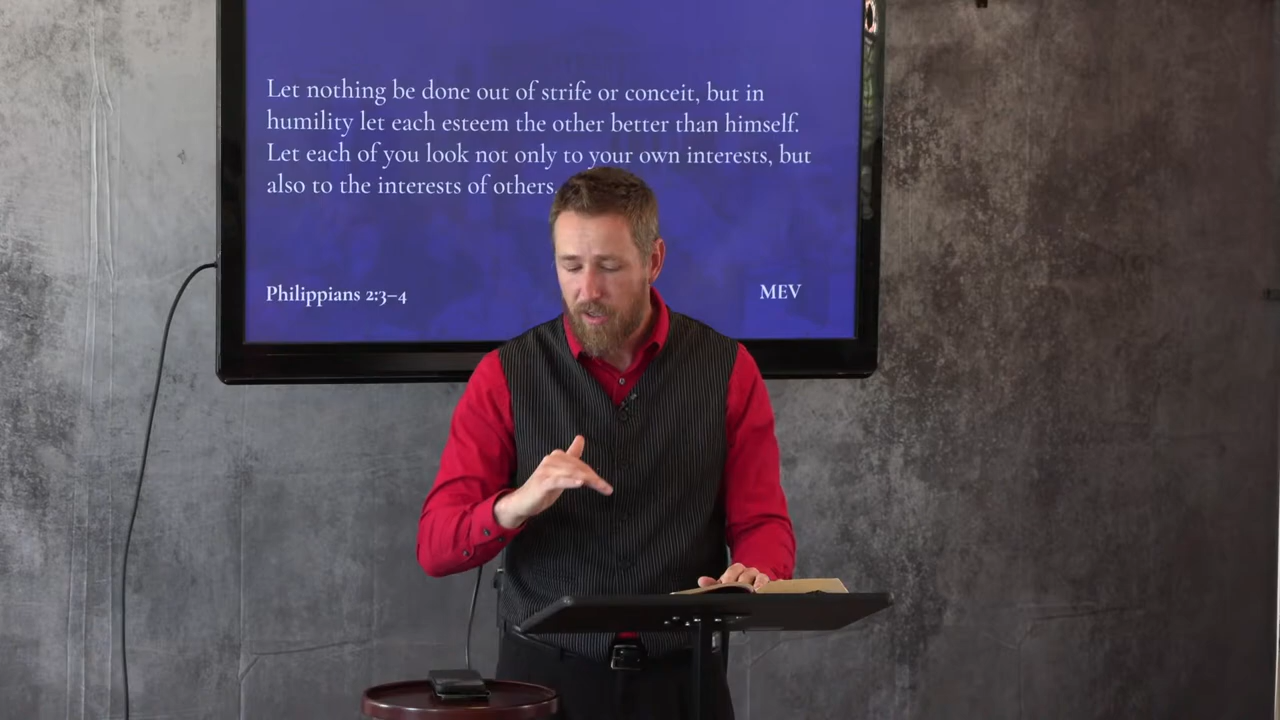 Let nothing be done out of strife or conceit, but in
humility let each esteem the other better than himself.
Let each of you look not only to your own interests, but
also to the interests of others.
Philippians 2:3–4
MEV